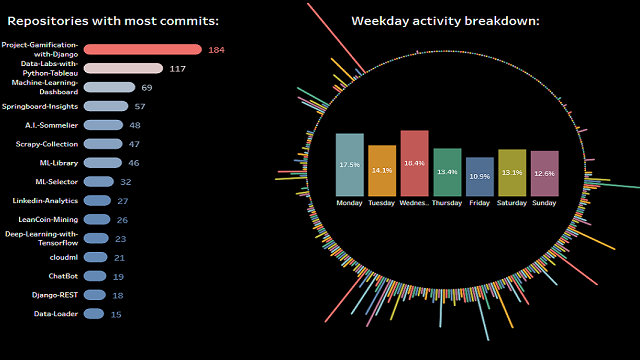 Repositories with most commits:
Weekday activity breakdown:
Project-Gamification-
with-Django
184
Data-Labs-with-
Python-Tableau
117
Machine-Learning-
Dashboard
69
Springboard-Insights
57
A.I.-Sommelier
48
Scrapy-Collection
47
ML-Library
46
ML-Selector
32
Linkedin-Analytics
27
LeanCoin-Mining
26
Deep-Learning-with-
Tensorflow
23
cloudml
21
ChatBot
19
Django-REST
18
Data-Loader
15
17.5%
14.1%
18.4%
13.4%
10.9%
13.1%
12.6%
Monday
Tuesday
Wednes..
Thursday
Friday
Saturday
Sunday